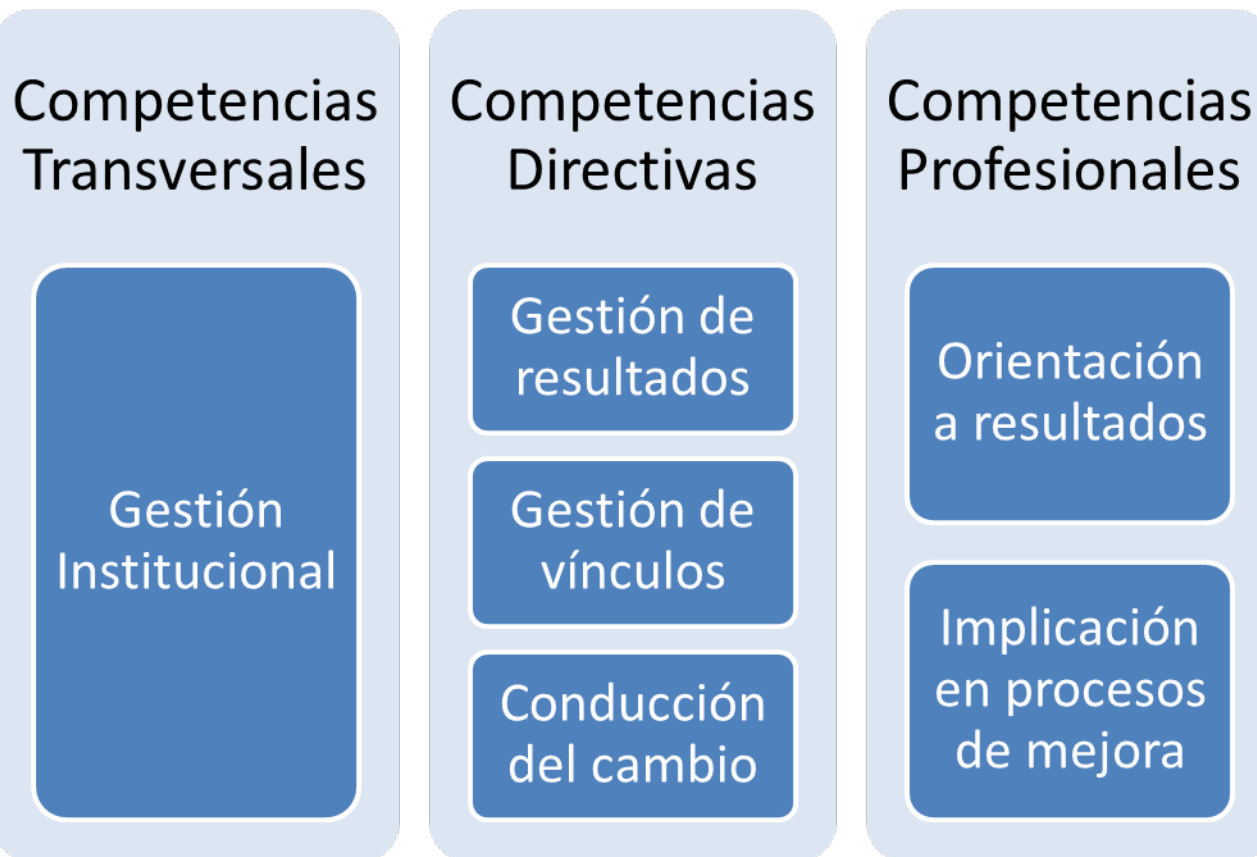 Competencias
Transversales
Gestión
Institucional
Competencias
Directivas
Gestión de
resultados
Gestión de
vínculos
Conducción
del cambio
Competencias
Profesionales
Orientación
a resultados
Implicación
en procesos
de mejora